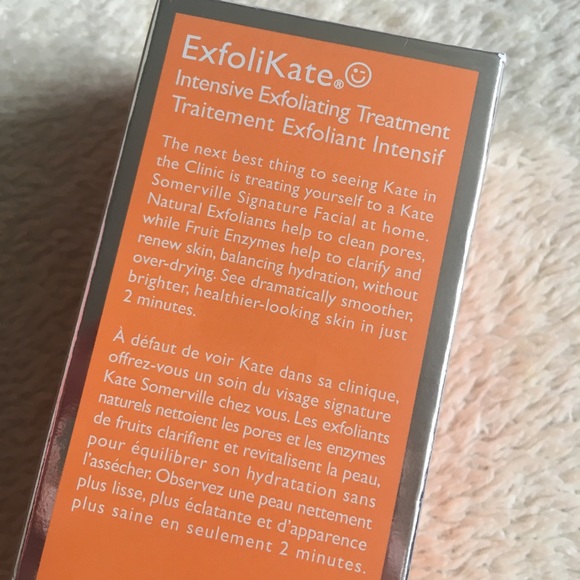 ExfoliKate®
Intensive Exfoliating Treatment
Traitement Exfoliant Intensif
The next best thing to seeing Kate in
the Clinic is treating yourself to a Kate
Somerville Signature Facial at home.
Natural Exfoliants help to clean pores,
while Fruit Enzymes help to clarify and
renew skin, balancing hydration, without
over-drying. See dramatically smoother,
brighter, healthier-looking skin in just
2 minutes.
À défaut de voir Kate dans sa clinique,
offrez-vous un soin du visage signature
Kate Somerville chez vous. Les exfoliants
naturels nettoient les pores et les enzymes
de fruits clarifient et revitalisent la peau,
pour équilibrer son hydratation sans
l'assécher. Observez une peau nettement
plus lisse, plus éclatante et d'apparence
plus saine en seulement 2 minutes.